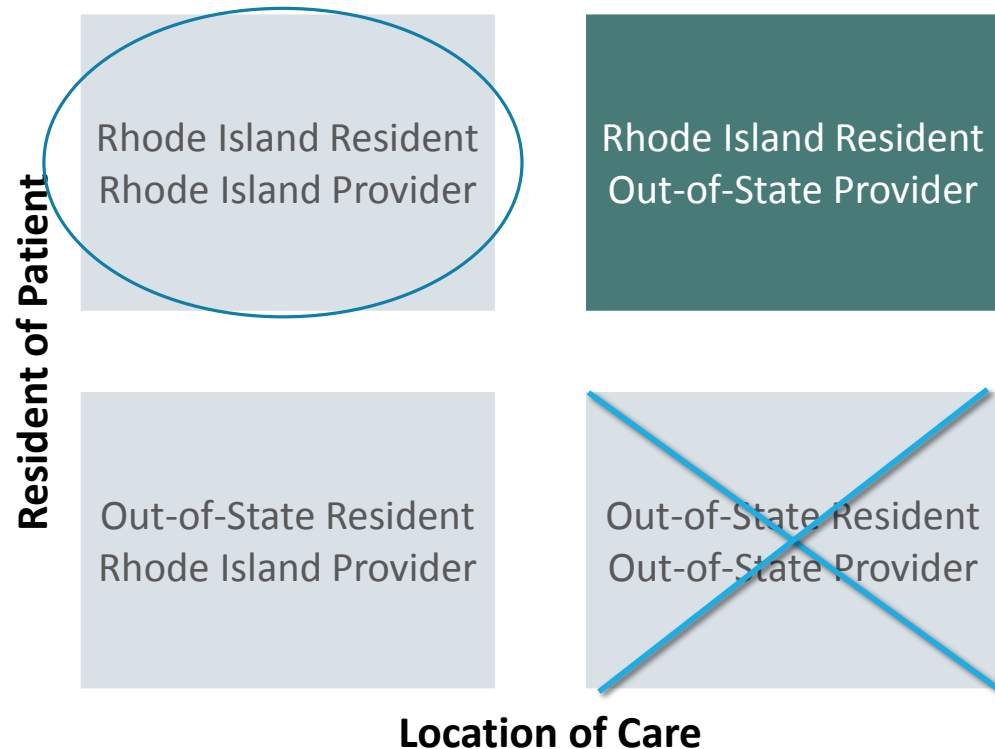 Resident of Patient
Rhode Island Resident
Rhode Island Provider
Rhode Island Resident
Out-of-State Provider
Out-of-State Resident
Rhode Island Provider
Out-of-State Resident
Out-of-State Provider
Location of Care